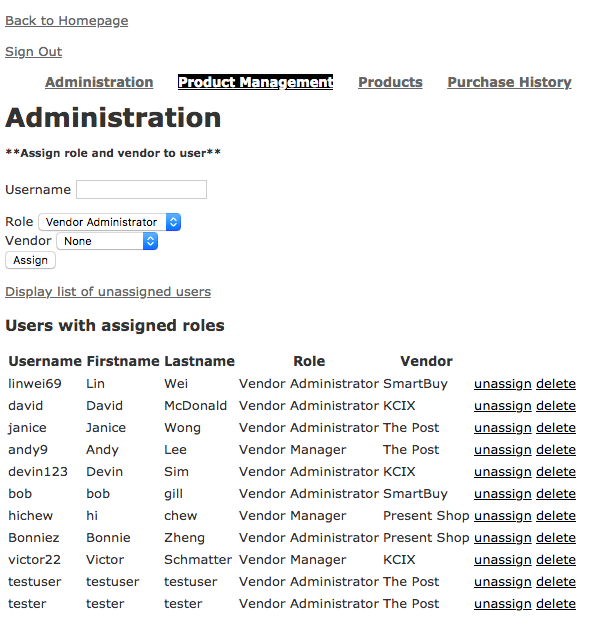 Back to Homepage
Sign Out
Administration Product Management Products Purchase History
Administration
**Assign role and vendor to user**
Username
Role Vendor Administrator
Vendor None
Assign
Display list of unassigned users
Users with assigned roles
Username Firstname Lastname Role Vendor
linwei69 Lin Wei Vendor Administrator SmartBuy unassign delete
david David McDonald Vendor Administrator KCIX unassign delete
janice Janice Wong Vendor Administrator The Post unassign delete
andy9 Andy Lee Vendor Manager The Post unassign delete
devin123 Devin Sim Vendor Administrator KCIX unassign delete
bob bob gill Vendor Administrator SmartBuy unassign delete
hichew hi chew Vendor Manager Present Shop unassign delete
Bonniez Bonnie Zheng Vendor Administrator Present Shop unassign delete
victor22 Victor Schmatter Vendor Manager KCIX unassign delete
testuser testuser testuser Vendor Administrator The Post unassign delete
tester tester tester Vendor Administrator The Post unassign delete